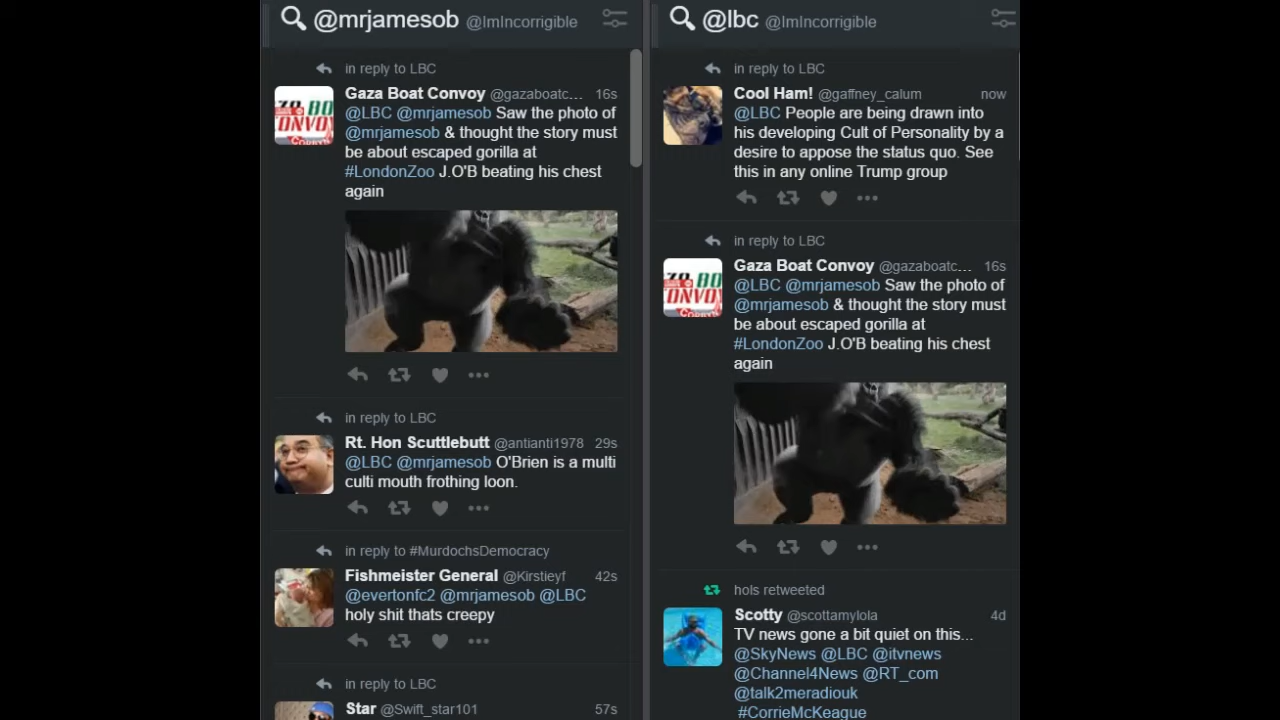 @mrjamesob @ImIncorrigible
in reply to LBC
Gaza Boat Convoy @gazaboatc... 16s
@LBC @mrjamesob Saw the photo of
@mrjamesob & thought the story must
be about escaped gorilla at
#LondonZoo J.O'B beating his chest
again
in reply to LBC
Rt. Hon Scuttlebutt @antianti1978 29s
@LBC @mrjamesob O'Brien is a multi
culti mouth frothing loon.
in reply to #MurdochsDemocracy
Fishmeister General @Kirstieyf 42s
@evertonfc2 @mrjamesob @LBC
holy shit thats creepy
in reply to LBC
Star @Swift_star101 57s
@lbc @ImIncorrigible
in reply to LBC
Cool Ham! @gaffney_calum now
@LBC People are being drawn into
his developing Cult of Personality by a
desire to appose the status quo. See
this in any online Trump group
in reply to LBC
Gaza Boat Convoy @gazaboatc... 16s
@LBC @mrjamesob Saw the photo of
@mrjamesob & thought the story must
be about escaped gorilla at
#LondonZoo J.O'B beating his chest
again
hols retweeted
Scotty @scottamylola 4d
TV news gone a bit quiet on this...
@SkyNews @LBC @itvnews
@Channel4News @RT_com
@talk2meradiouk
#CorrieMcKeague